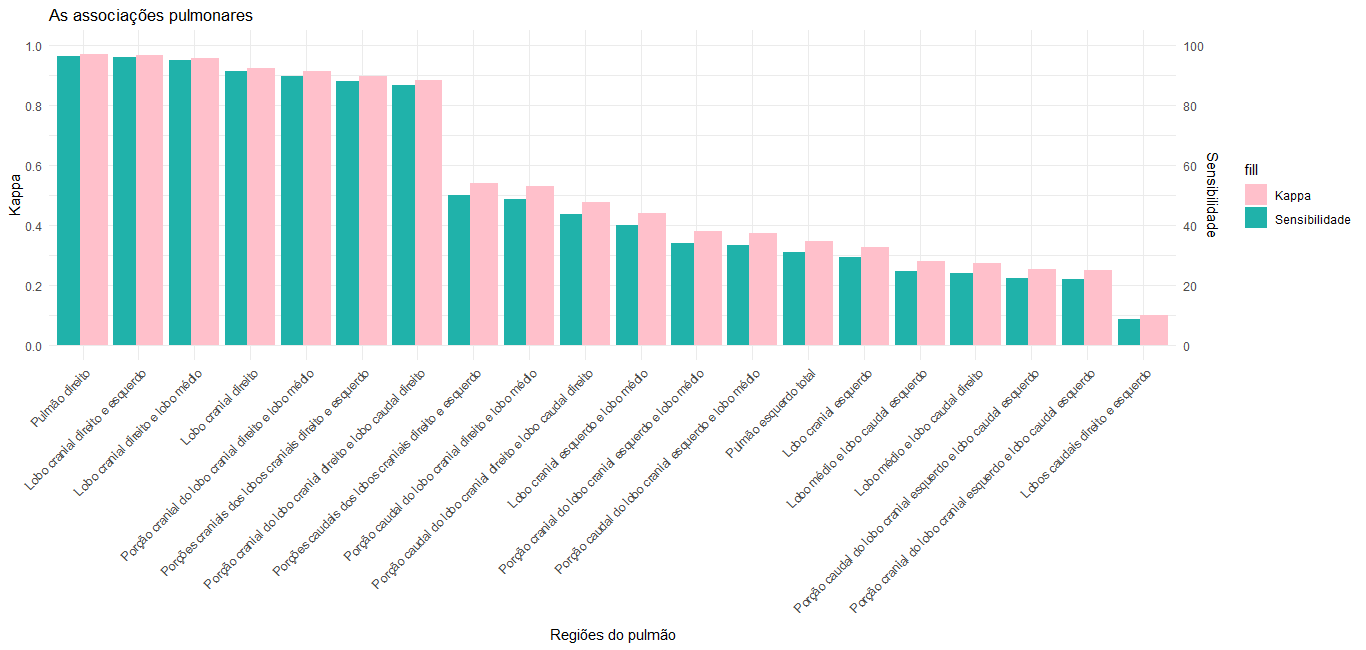 As associações pulmonares
1.0
0.8
0.6
0.4
0.2
0.0
Kappa
100
80
60
40
20
0
Sensibilidade
fill
Kappa
Sensibilidade
Pulmão direito
Lobo cranial direito e esquerdo
Lobo cranial direito e lobo médio
Lobo cranial direito
Porção cranial do lobo cranial direito e lobo médio
Porções craniais dos lobos craniais direito e esquerdo
Porção cranial do lobo cranial direito e lobo caudal direito
Porções caudais dos lobos craniais direito e esquerdo
Porção caudal do lobo cranial direito e lobo médio
Porção caudal do lobo cranial direito e lobo caudal direito
Lobo cranial esquerdo e lobo médio
Porção cranial do lobo cranial esquerdo e lobo médio
Porção caudal do lobo cranial esquerdo e lobo médio
Pulmão esquerdo total
Lobo cranial esquerdo
Lobo médio e lobo caudal esquerdo
Lobo médio e lobo caudal direito
Porção caudal do lobo cranial esquerdo e lobo caudal esquerdo
Porção cranial do lobo cranial esquerdo e lobo caudal esquerdo
Lobos caudais direito e esquerdo
Regiões do pulmão